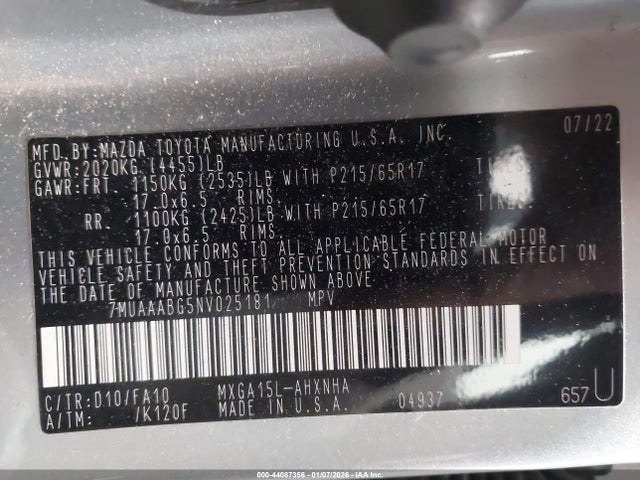 MFD.BY:MAZDA TOYOTA MANUFACTURING U.S.A. INC. 07/22
GVWR:2020KG (4455)LB
GAWR:FRT. 1150KG (2535)LB WITH P215/65R17 TIRES
17.0x6.5 RIMS.
RR. 1100KG (2425)LB WITH P215/65R17 TIRES
17.0x6.5 RIMS.
THIS VEHICLE CONFORMS TO ALL APPLICABLE FEDERAL MOTOR
VEHICLE SAFETY AND THEFT PREVENTION STANDARDS IN EFFECT ON
THE DATE OF MANUFACTURE SHOWN ABOVE
7MUAAABG5NV025181 MPV
C/TR:D10/FA10 MXGA15L-AHXNHA
A/TM: /K120F MADE IN U.S.A. 04937 657U
000-44087356 - 01/07/2026 - IAAI Inc.